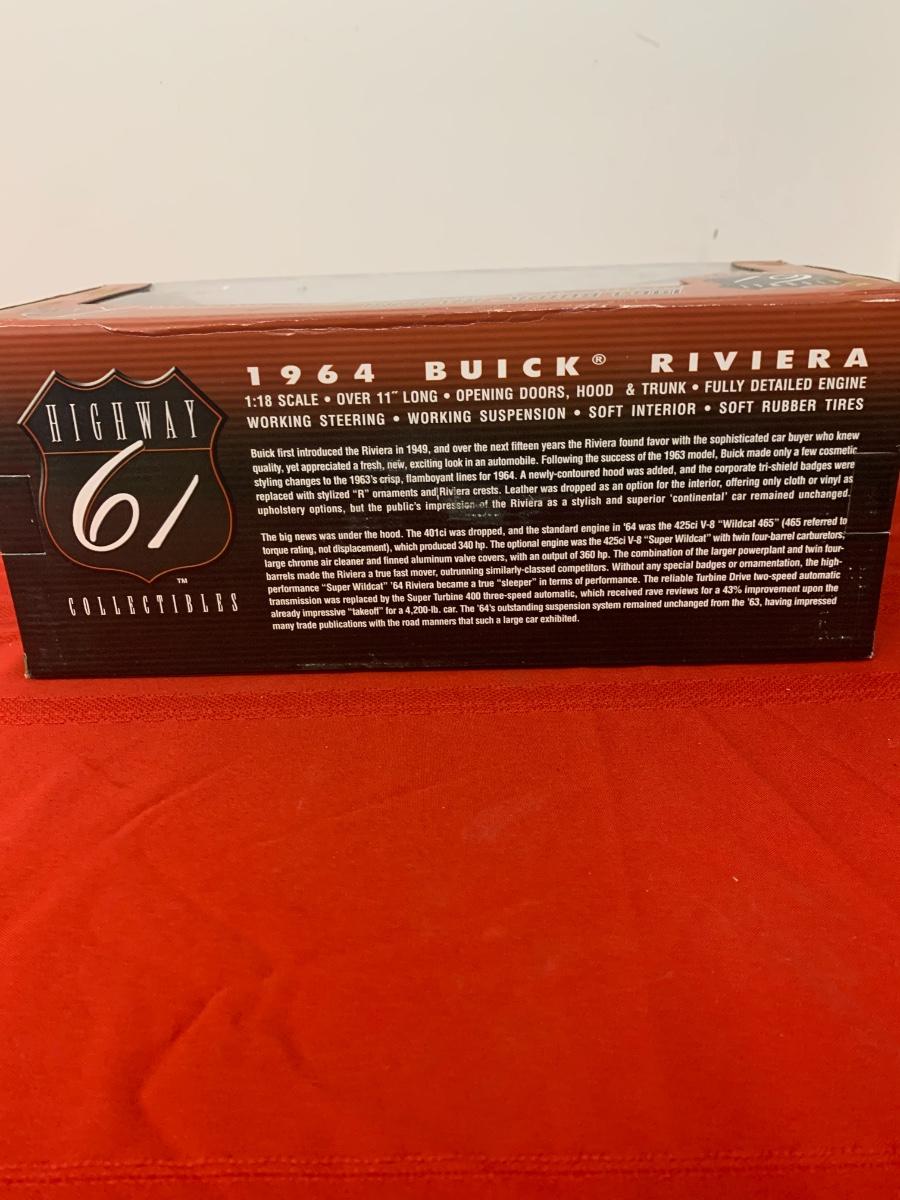 HIGHWAY
61
™
COLLECTIBLES
1964 BUICK® RIVIERA
1:18 SCALE • OVER 11˝ LONG • OPENING DOORS, HOOD & TRUNK • FULLY DETAILED ENGINE
WORKING STEERING • WORKING SUSPENSION • SOFT INTERIOR • SOFT RUBBER TIRES
Buick first introduced the Riviera in 1949, and over the next fifteen years the Riviera found favor with the sophisticated car buyer who knew
quality, yet appreciated a fresh, new, exciting look in an automobile. Following the success of the 1963 model, Buick made only a few cosmetic
styling changes to the 1963's crisp, flamboyant lines for 1964. A newly-contoured hood was added, and the corporate tri-shield badges were
replaced with stylized "R" ornaments and Riviera crests. Leather was dropped as an option for the interior, offering only cloth or vinyl as
upholstery options, but the public's impression of the Riviera as a stylish and superior 'continental' car remained unchanged.
The big news was under the hood. The 401ci was dropped, and the standard engine in '64 was the 425ci V-8 "Wildcat 465" (465 referred to
torque rating, not displacement), which produced 340 hp. The optional engine was the 425ci V-8 "Super Wildcat" with twin four-barrel carburetors,
large chrome air cleaner and finned aluminum valve covers, with an output of 360 hp. The combination of the larger powerplant and twin four-
barrels made the Riviera a true fast mover, outrunning similarly-classed competitors. Without any special badges or ornamentation, the high-
performance "Super Wildcat" '64 Riviera became a true "sleeper" in terms of performance. The reliable Turbine Drive two-speed automatic
transmission was replaced by the Super Turbine 400 three-speed automatic, which received rave reviews for a 43% improvement upon the
already impressive "takeoff" for a 4,200-lb. car. The '64's outstanding suspension system remained unchanged from the '63, having impressed
many trade publications with the road manners that such a large car exhibited.